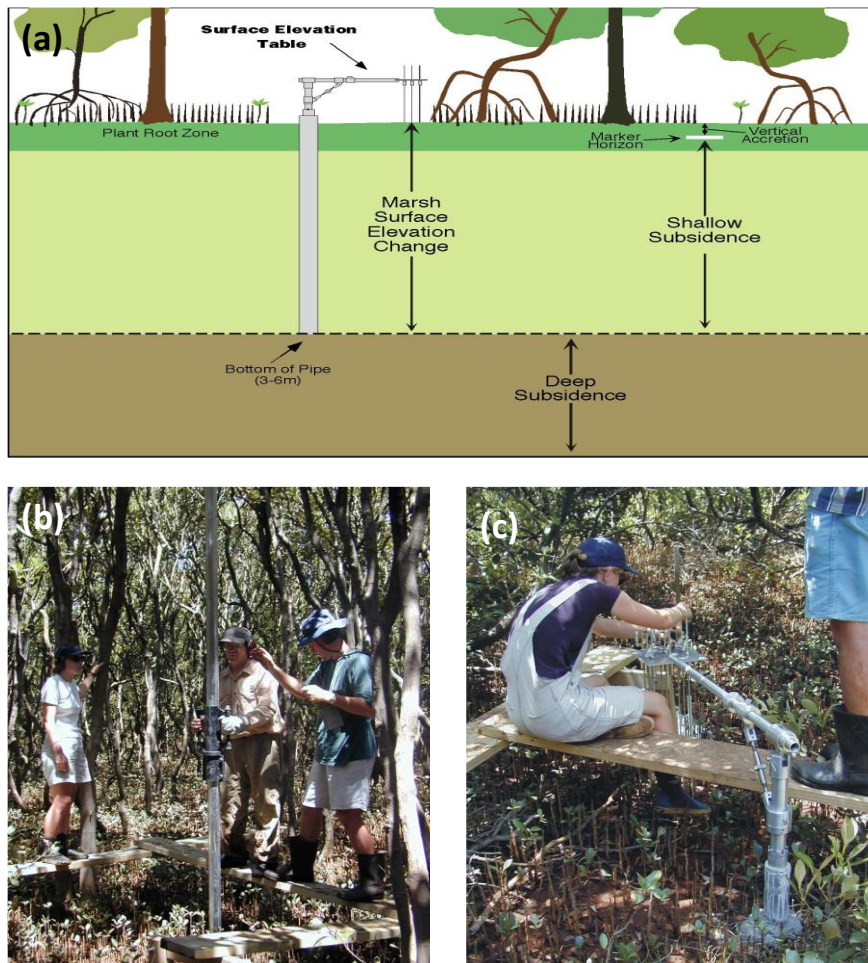 (a)
Surface Elevation
Table
Plant Root Zone
Marker
Horizon
Vertical
Accretion
Marsh
Surface
Elevation
Change
Shallow
Subsidence
Bottom of Pipe
(3-6m)
Deep
Subsidence
(b)
(c)